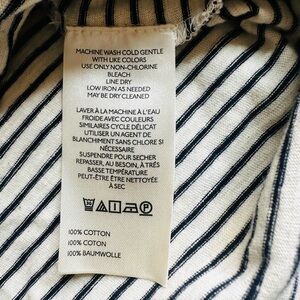 MACHINE WASH COLD GENTLE
WITH LIKE COLORS
USE ONLY NON-CHLORINE
BLEACH
LINE DRY
LOW IRON AS NEEDED
MAY BE DRY CLEANED
LAVER À LA MACHINE À L'EAU
FROIDE AVEC COULEURS
SIMILAIRES CYCLE DÉLICAT
UTILISER UN AGENT DE
BLANCHIMENT SANS CHLORE SI
NÉCESSAIRE
SUSPENDRE POUR SECHER
REPASSER, AU BESOIN, À TRÈS
BASSE TEMPÉRATURE
PEUT-ÊTRE ÊTRE NETTOYÉE
À SEC
100% COTTON
100% COTON
100% BAUMWOLLE